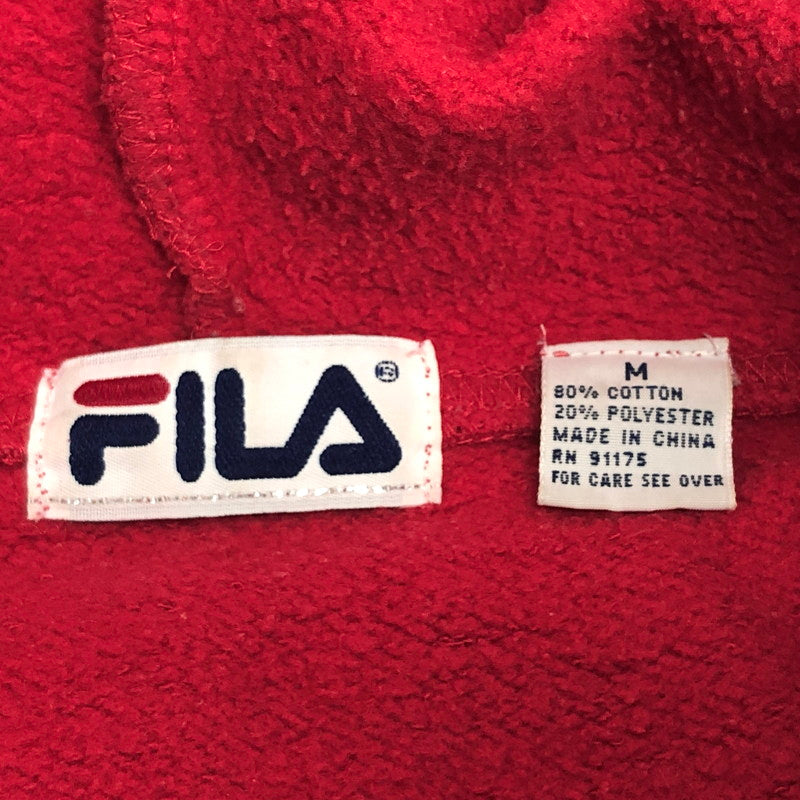 FILA®
M
80% COTTON
20% POLYESTER
MADE IN CHINA
RN 91175
FOR CARE SEE OVER